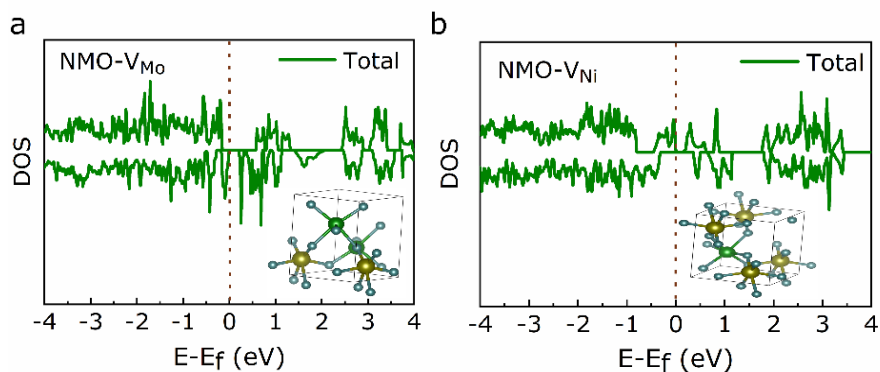 a
NMO-V_Mo
Total
DOS
-4 -3 -2 -1 0 1 2 3 4
E-E_f (eV)
b
NMO-V_Ni
Total
DOS
-4 -3 -2 -1 0 1 2 3 4
E-E_f (eV)